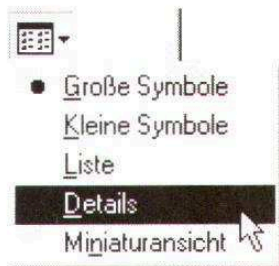 Große Symbole
Kleine Symbole
Liste
Details
Miniaturansicht